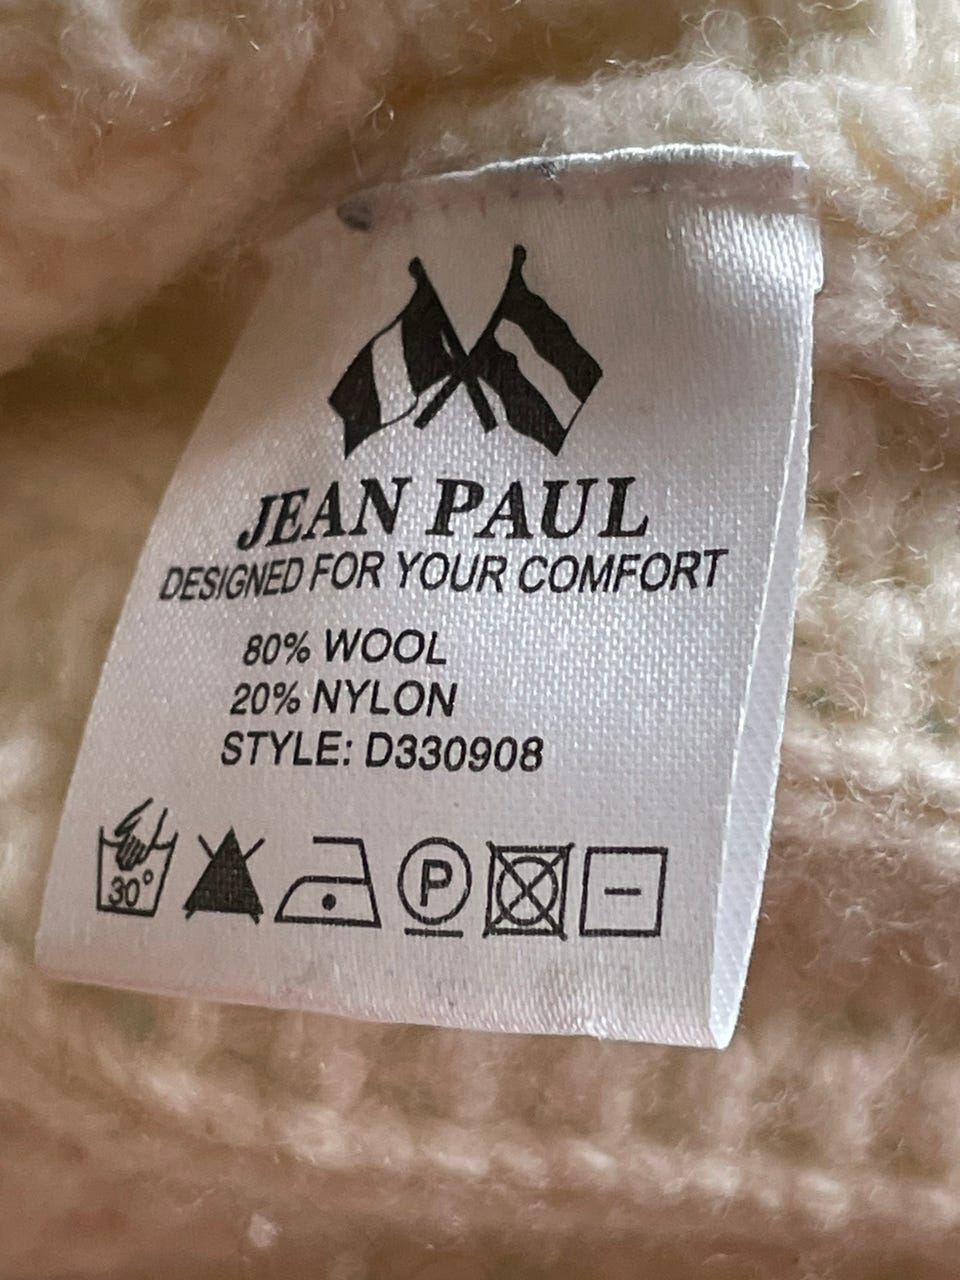 JEAN PAUL
DESIGNED FOR YOUR COMFORT
80% WOOL
20% NYLON
STYLE: D330908
30° P